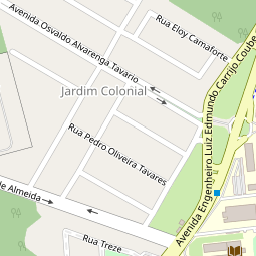 Rua Eloy Camaforte
Avenida Osvaldo Alvarenga Tavario
Jardim Colonial
Avenida Engenheiro Luiz Edmundo Carrijo Coube
Rua Pedro Oliveira Tavares
de Almeida
Rua Treze